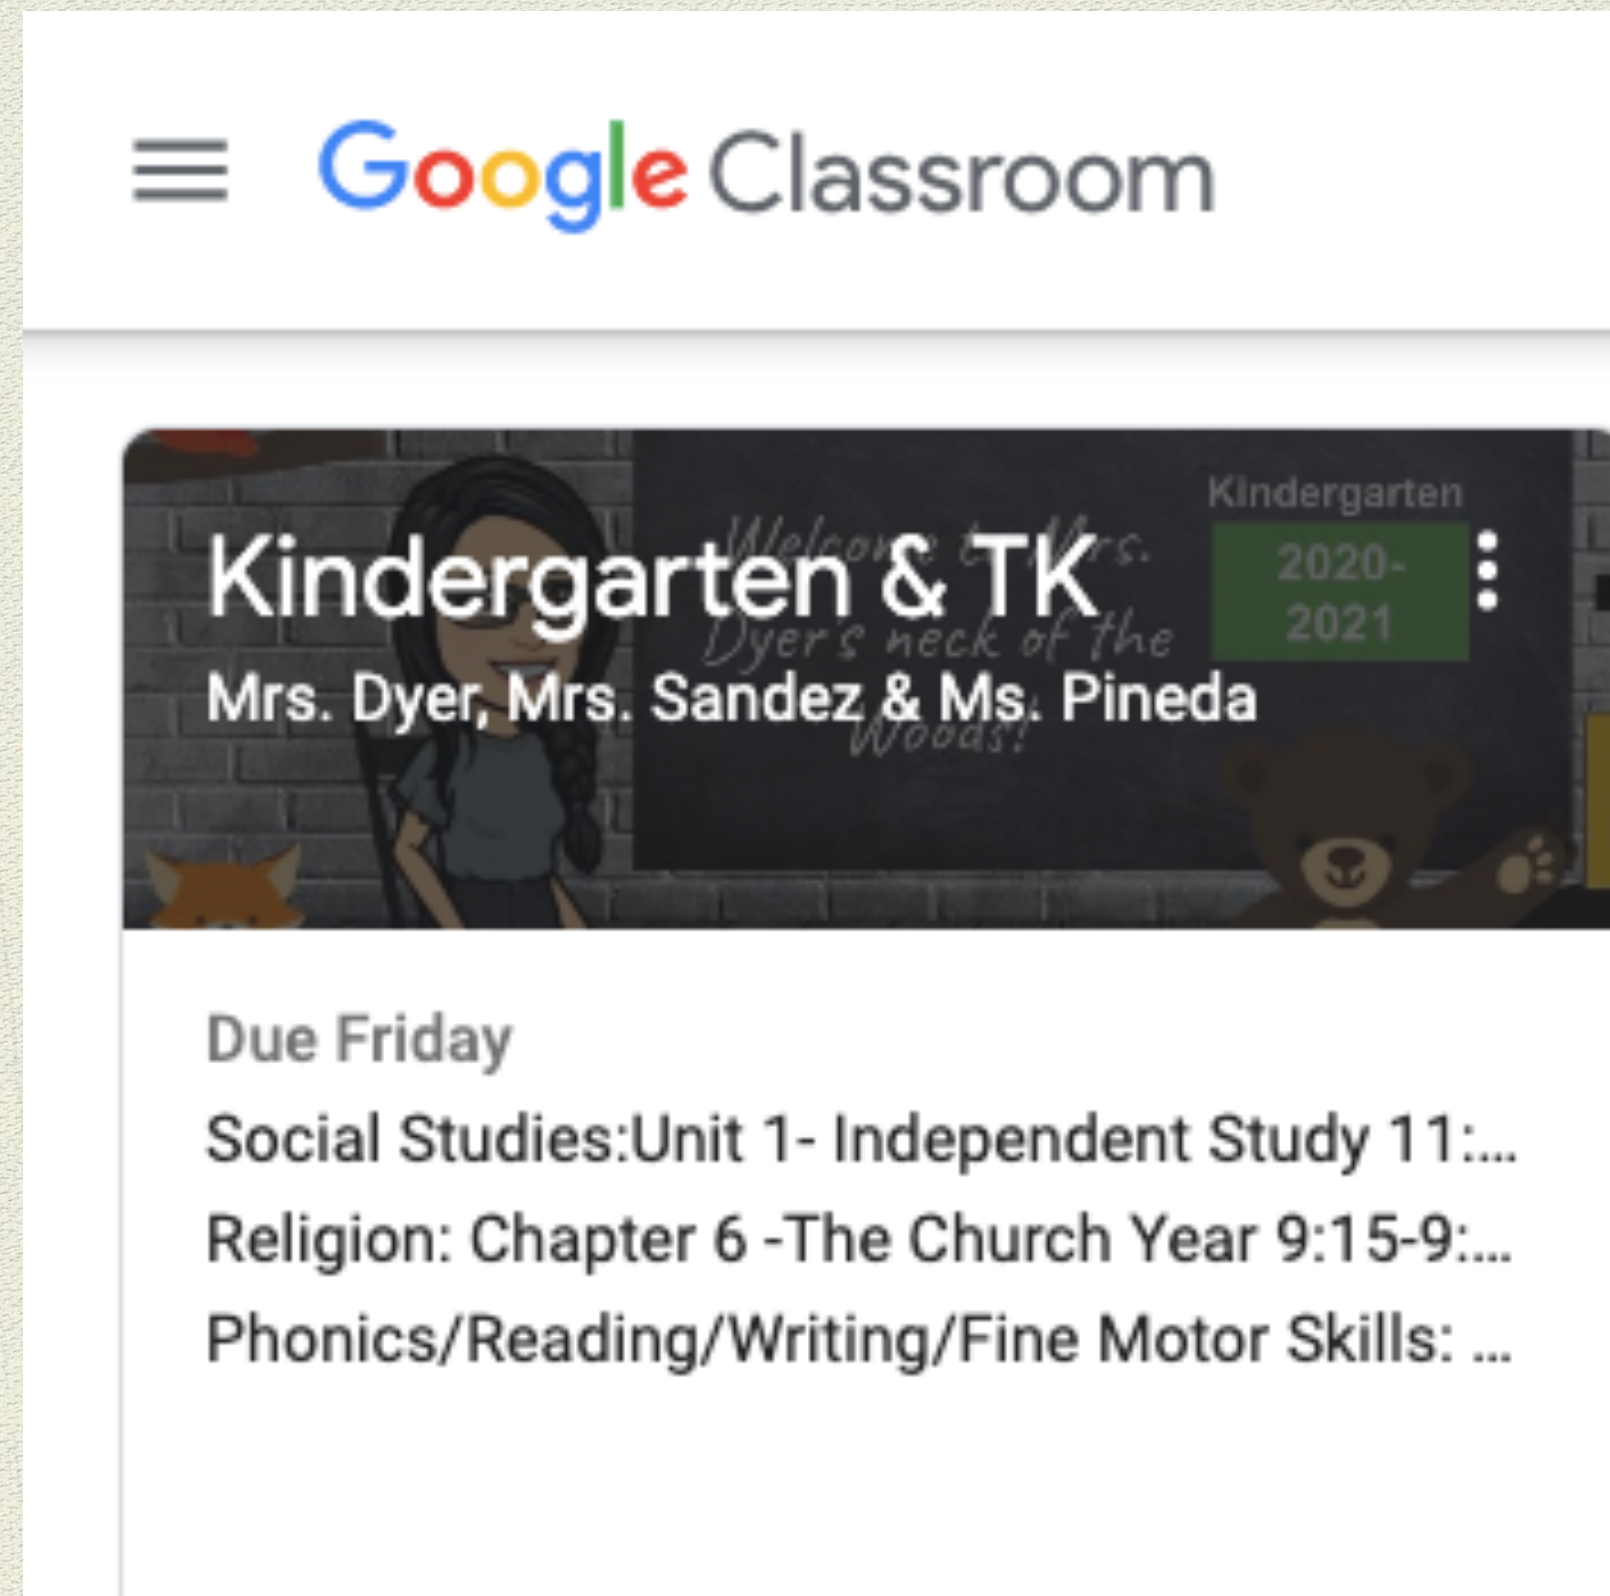 Google Classroom
Kindergarten
2020-
2021
Welcome to Mrs.
Dyer's neck of the
Woods!
Kindergarten & TK
Mrs. Dyer, Mrs. Sandez & Ms. Pineda
Due Friday
Social Studies:Unit 1- Independent Study 11:...
Religion: Chapter 6 -The Church Year 9:15-9:...
Phonics/Reading/Writing/Fine Motor Skills: ...